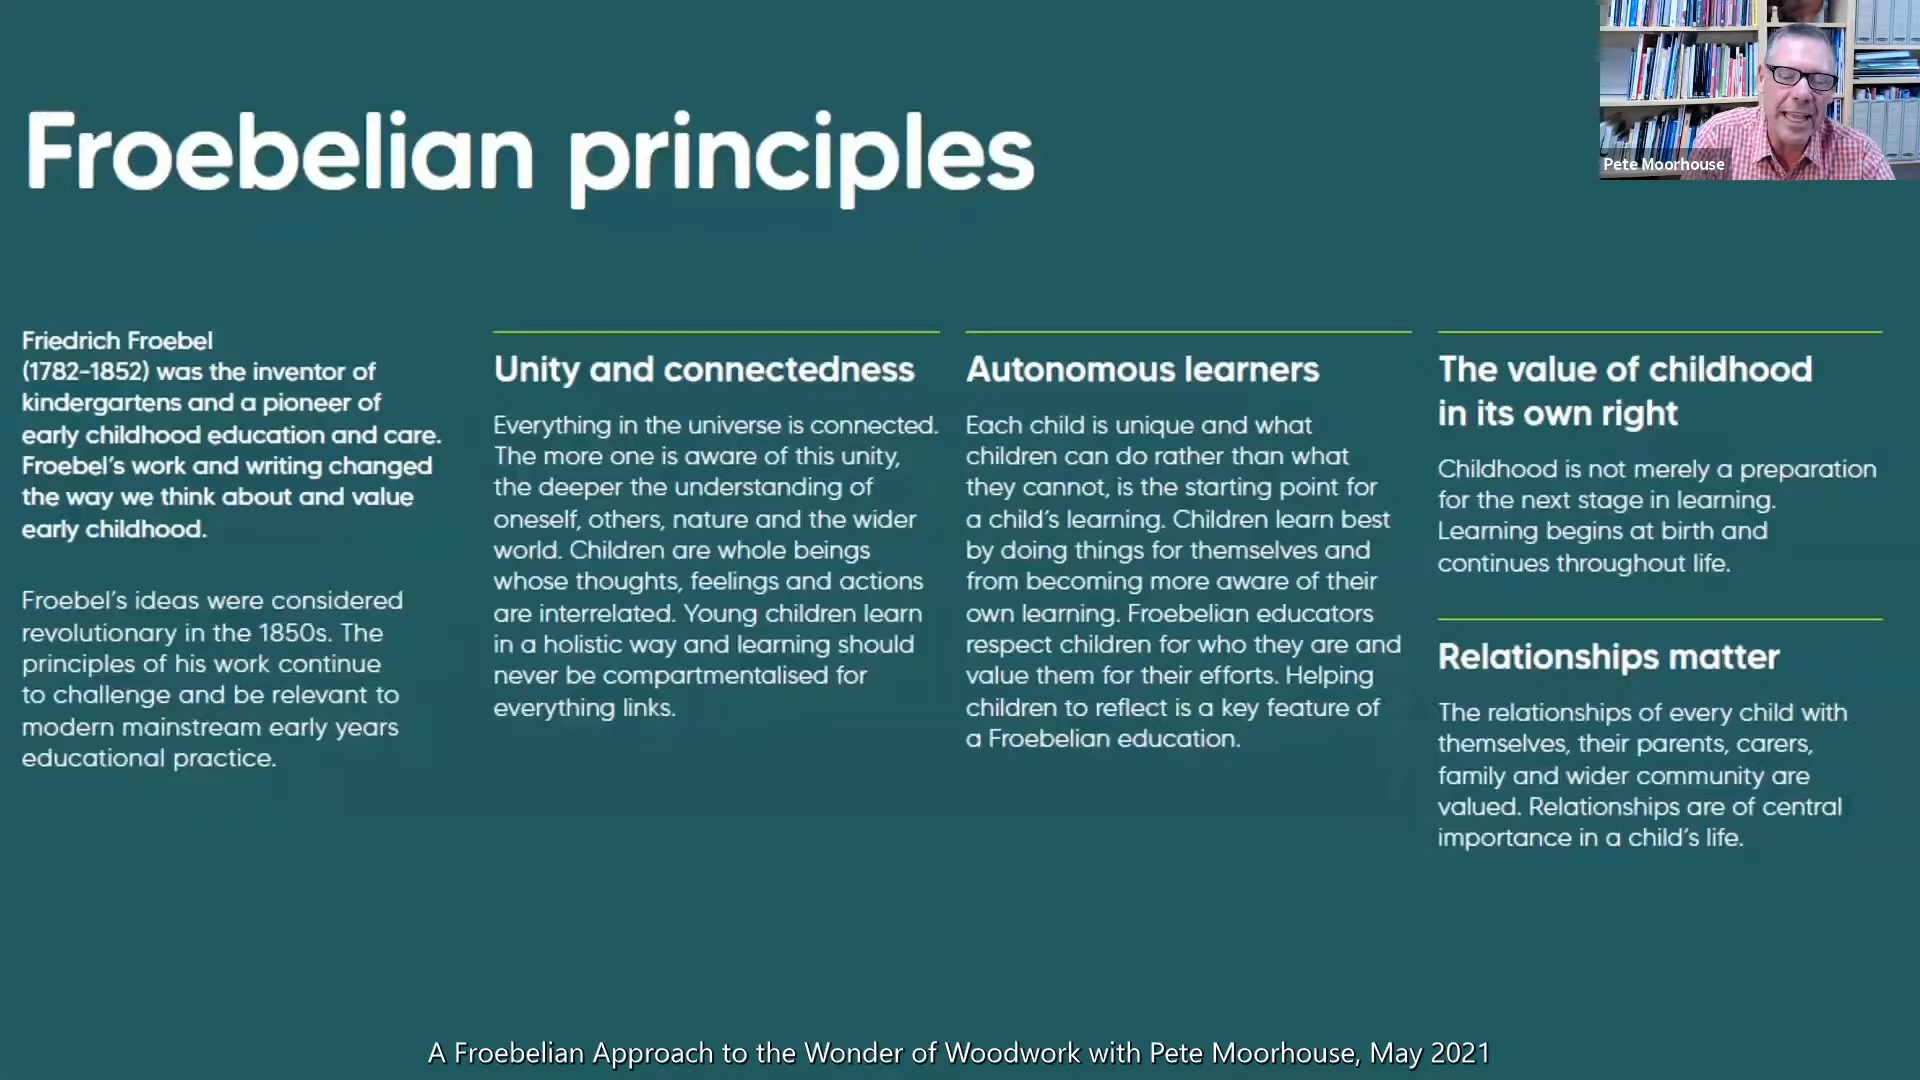 Froebelian principles
Pete Moorhouse
Friedrich Froebel
(1782–1852) was the inventor of
kindergartens and a pioneer of
early childhood education and care.
Froebel’s work and writing changed
the way we think about and value
early childhood.
Froebel’s ideas were considered
revolutionary in the 1850s. The
principles of his work continue
to challenge and be relevant to
modern mainstream early years
educational practice.
Unity and connectedness
Everything in the universe is connected.
The more one is aware of this unity,
the deeper the understanding of
oneself, others, nature and the wider
world. Children are whole beings
whose thoughts, feelings and actions
are interrelated. Young children learn
in a holistic way and learning should
never be compartmentalised for
everything links.
Autonomous learners
Each child is unique and what
children can do rather than what
they cannot, is the starting point for
a child’s learning. Children learn best
by doing things for themselves and
from becoming more aware of their
own learning. Froebelian educators
respect children for who they are and
value them for their efforts. Helping
children to reflect is a key feature of
a Froebelian education.
The value of childhood
in its own right
Childhood is not merely a preparation
for the next stage in learning.
Learning begins at birth and
continues throughout life.
Relationships matter
The relationships of every child with
themselves, their parents, carers,
family and wider community are
valued. Relationships are of central
importance in a child’s life.
A Froebelian Approach to the Wonder of Woodwork with Pete Moorhouse, May 2021